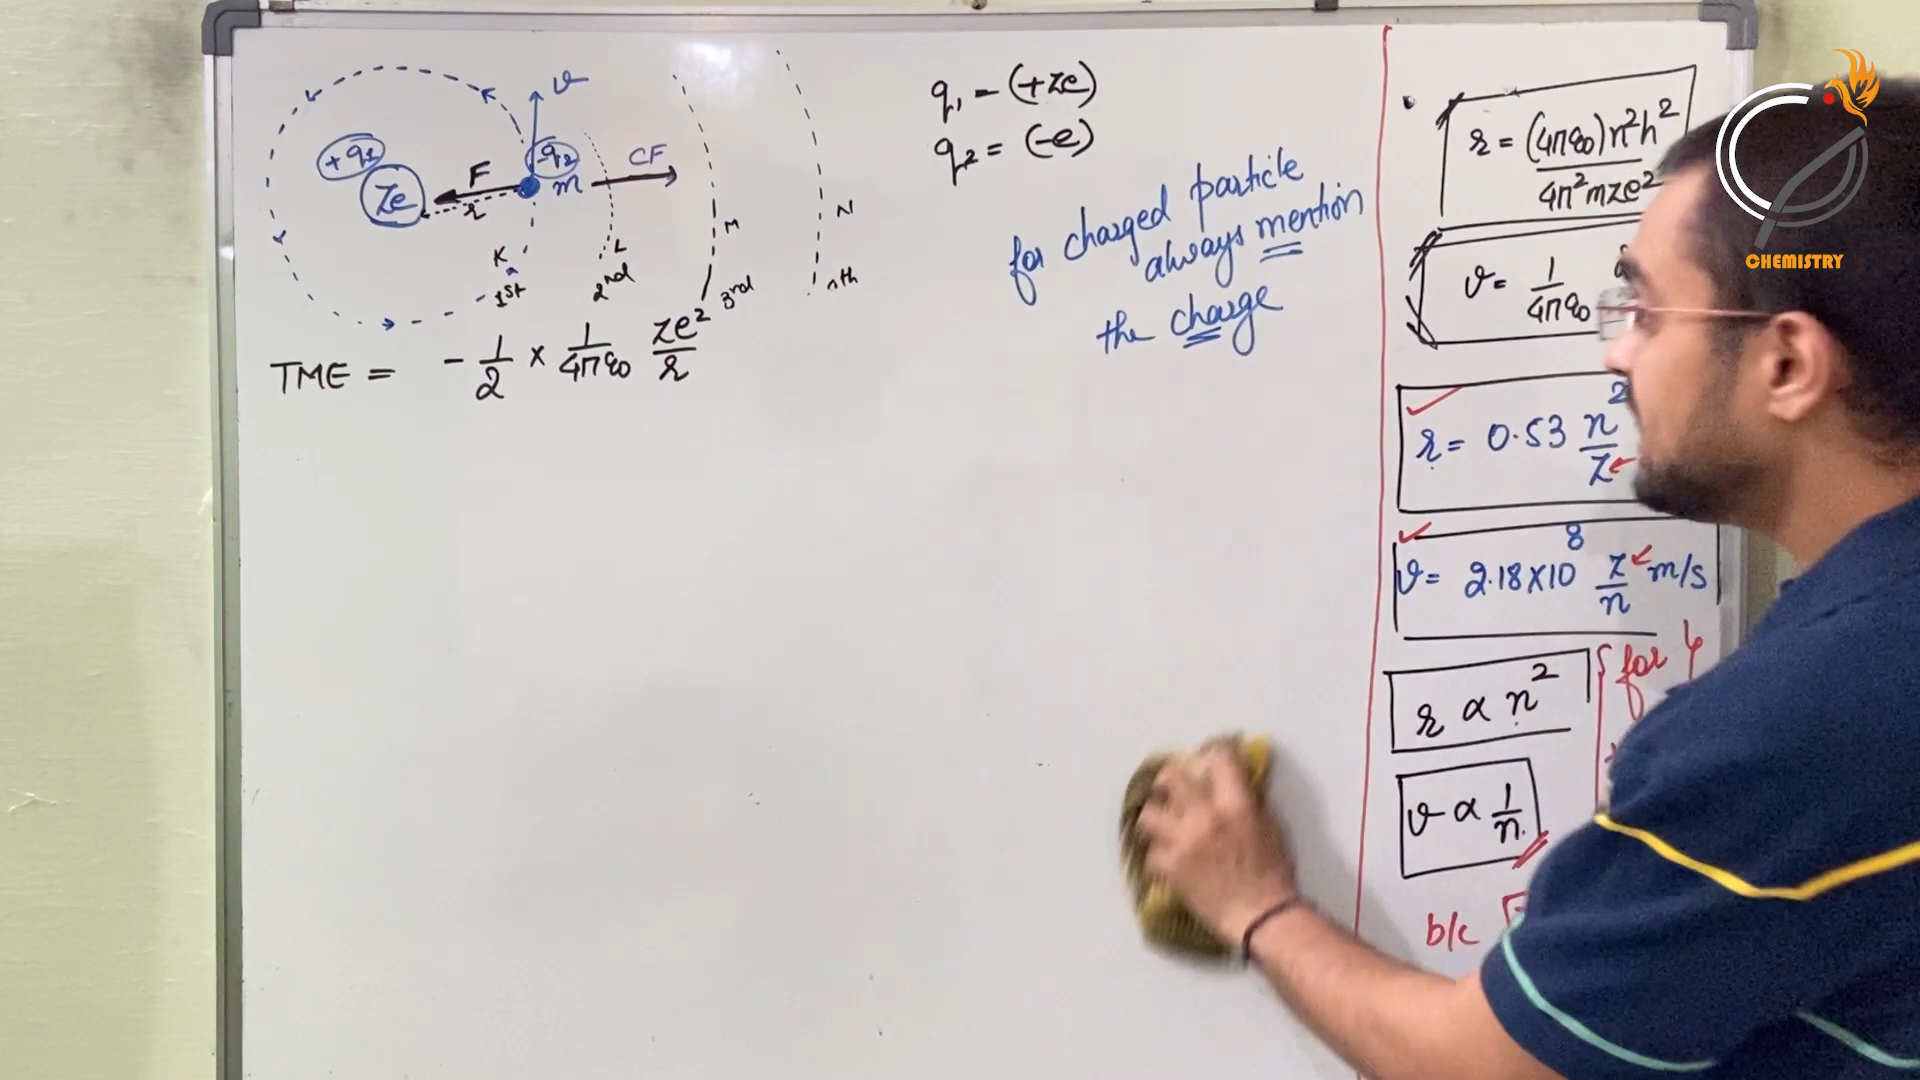 v
+q₁
-q₂
CF
F
m
Ze
r
K
L
M
N
1st
2nd
3rd
nth
TME = - 1/2 × 1/4πε₀ Ze²/r
q₁ - (+Ze)
q₂ = (-e)
for charged particle
always mention
the charge
r = (4πε₀)n²h² / 4π²mze²
v = 1/4πε₀
r = 0.53 n²/Z
v = 2.18×10⁸ Z/n m/s
r ∝ n²
for
v ∝ 1/n
b/c
CHEMISTRY